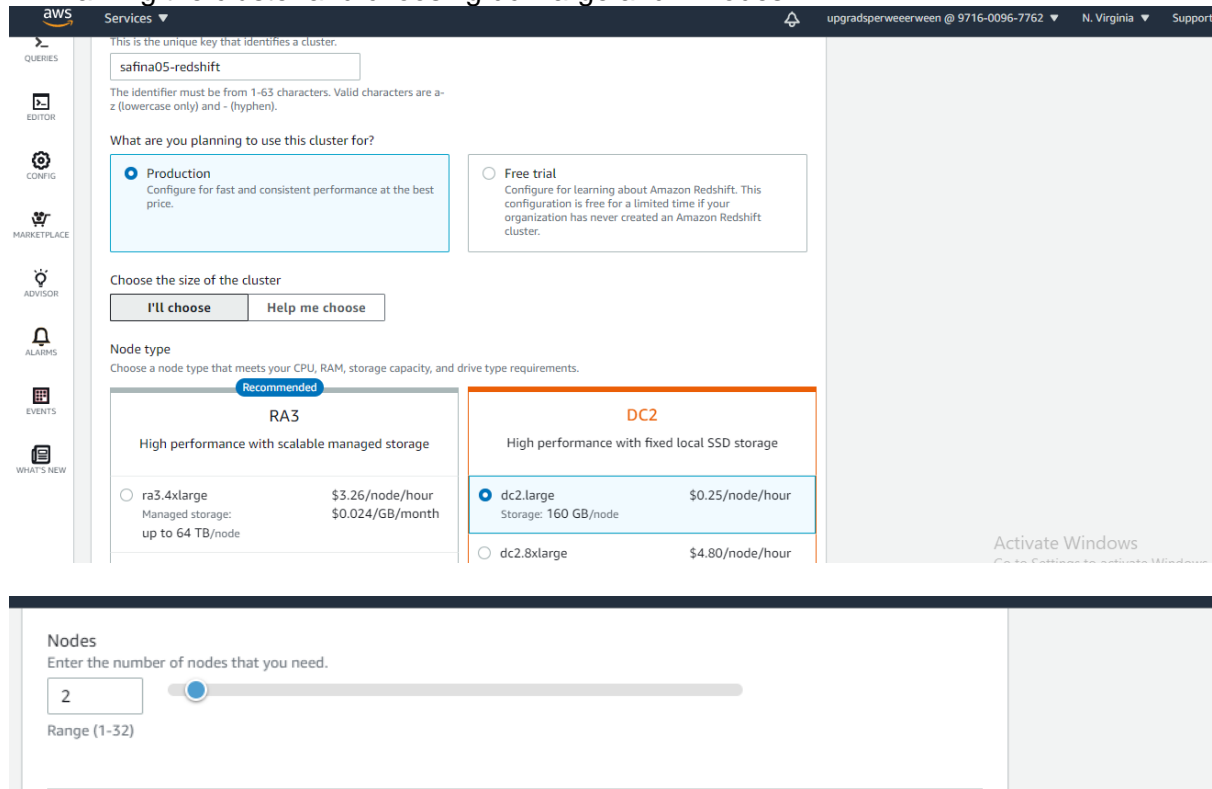 aws Services ▼ upgradsperweeerween @ 9716-0096-7762 ▼ N. Virginia ▼ Support
QUERIES
EDITOR
CONFIG
MARKETPLACE
ADVISOR
ALARMS
EVENTS
WHAT'S NEW
This is the unique key that identifies a cluster.
safina05-redshift
The identifier must be from 1-63 characters. Valid characters are a-
z (lowercase only) and - (hyphen).
What are you planning to use this cluster for?
Production
Configure for fast and consistent performance at the best
price.
Free trial
Configure for learning about Amazon Redshift. This
configuration is free for a limited time if your
organization has never created an Amazon Redshift
cluster.
Choose the size of the cluster
I'll choose Help me choose
Node type
Choose a node type that meets your CPU, RAM, storage capacity, and drive type requirements.
Recommended
RA3
High performance with scalable managed storage
ra3.4xlarge $3.26/node/hour
Managed storage: $0.024/GB/month
up to 64 TB/node
DC2
High performance with fixed local SSD storage
dc2.large $0.25/node/hour
Storage: 160 GB/node
dc2.8xlarge $4.80/node/hour
Activate Windows
Nodes
Enter the number of nodes that you need.
2
Range (1-32)